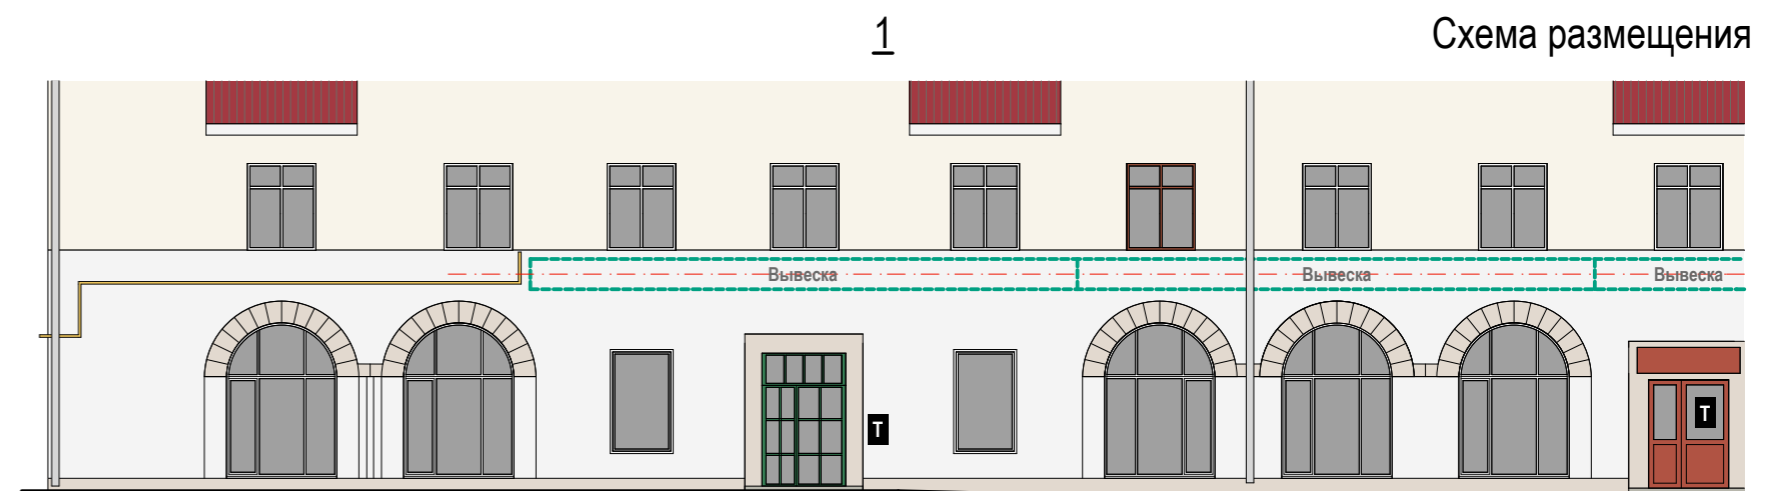 1
Схема размещения
Вывеска
Вывеска
Вывеска
Т
Т